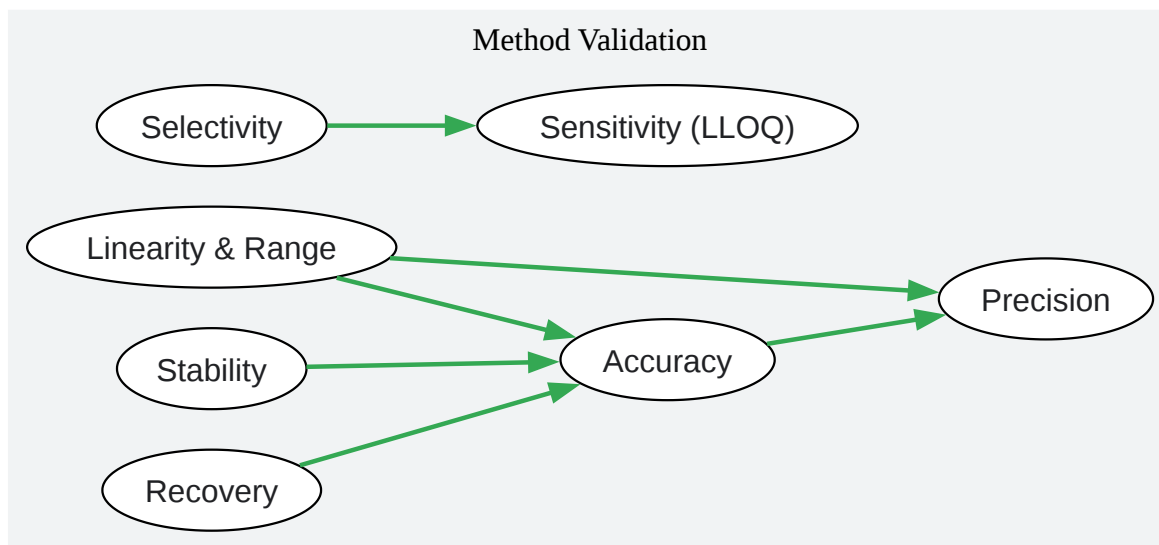 Method Validation
Selectivity
Sensitivity (LLOQ)
Linearity & Range
Precision
Stability
Accuracy
Recovery